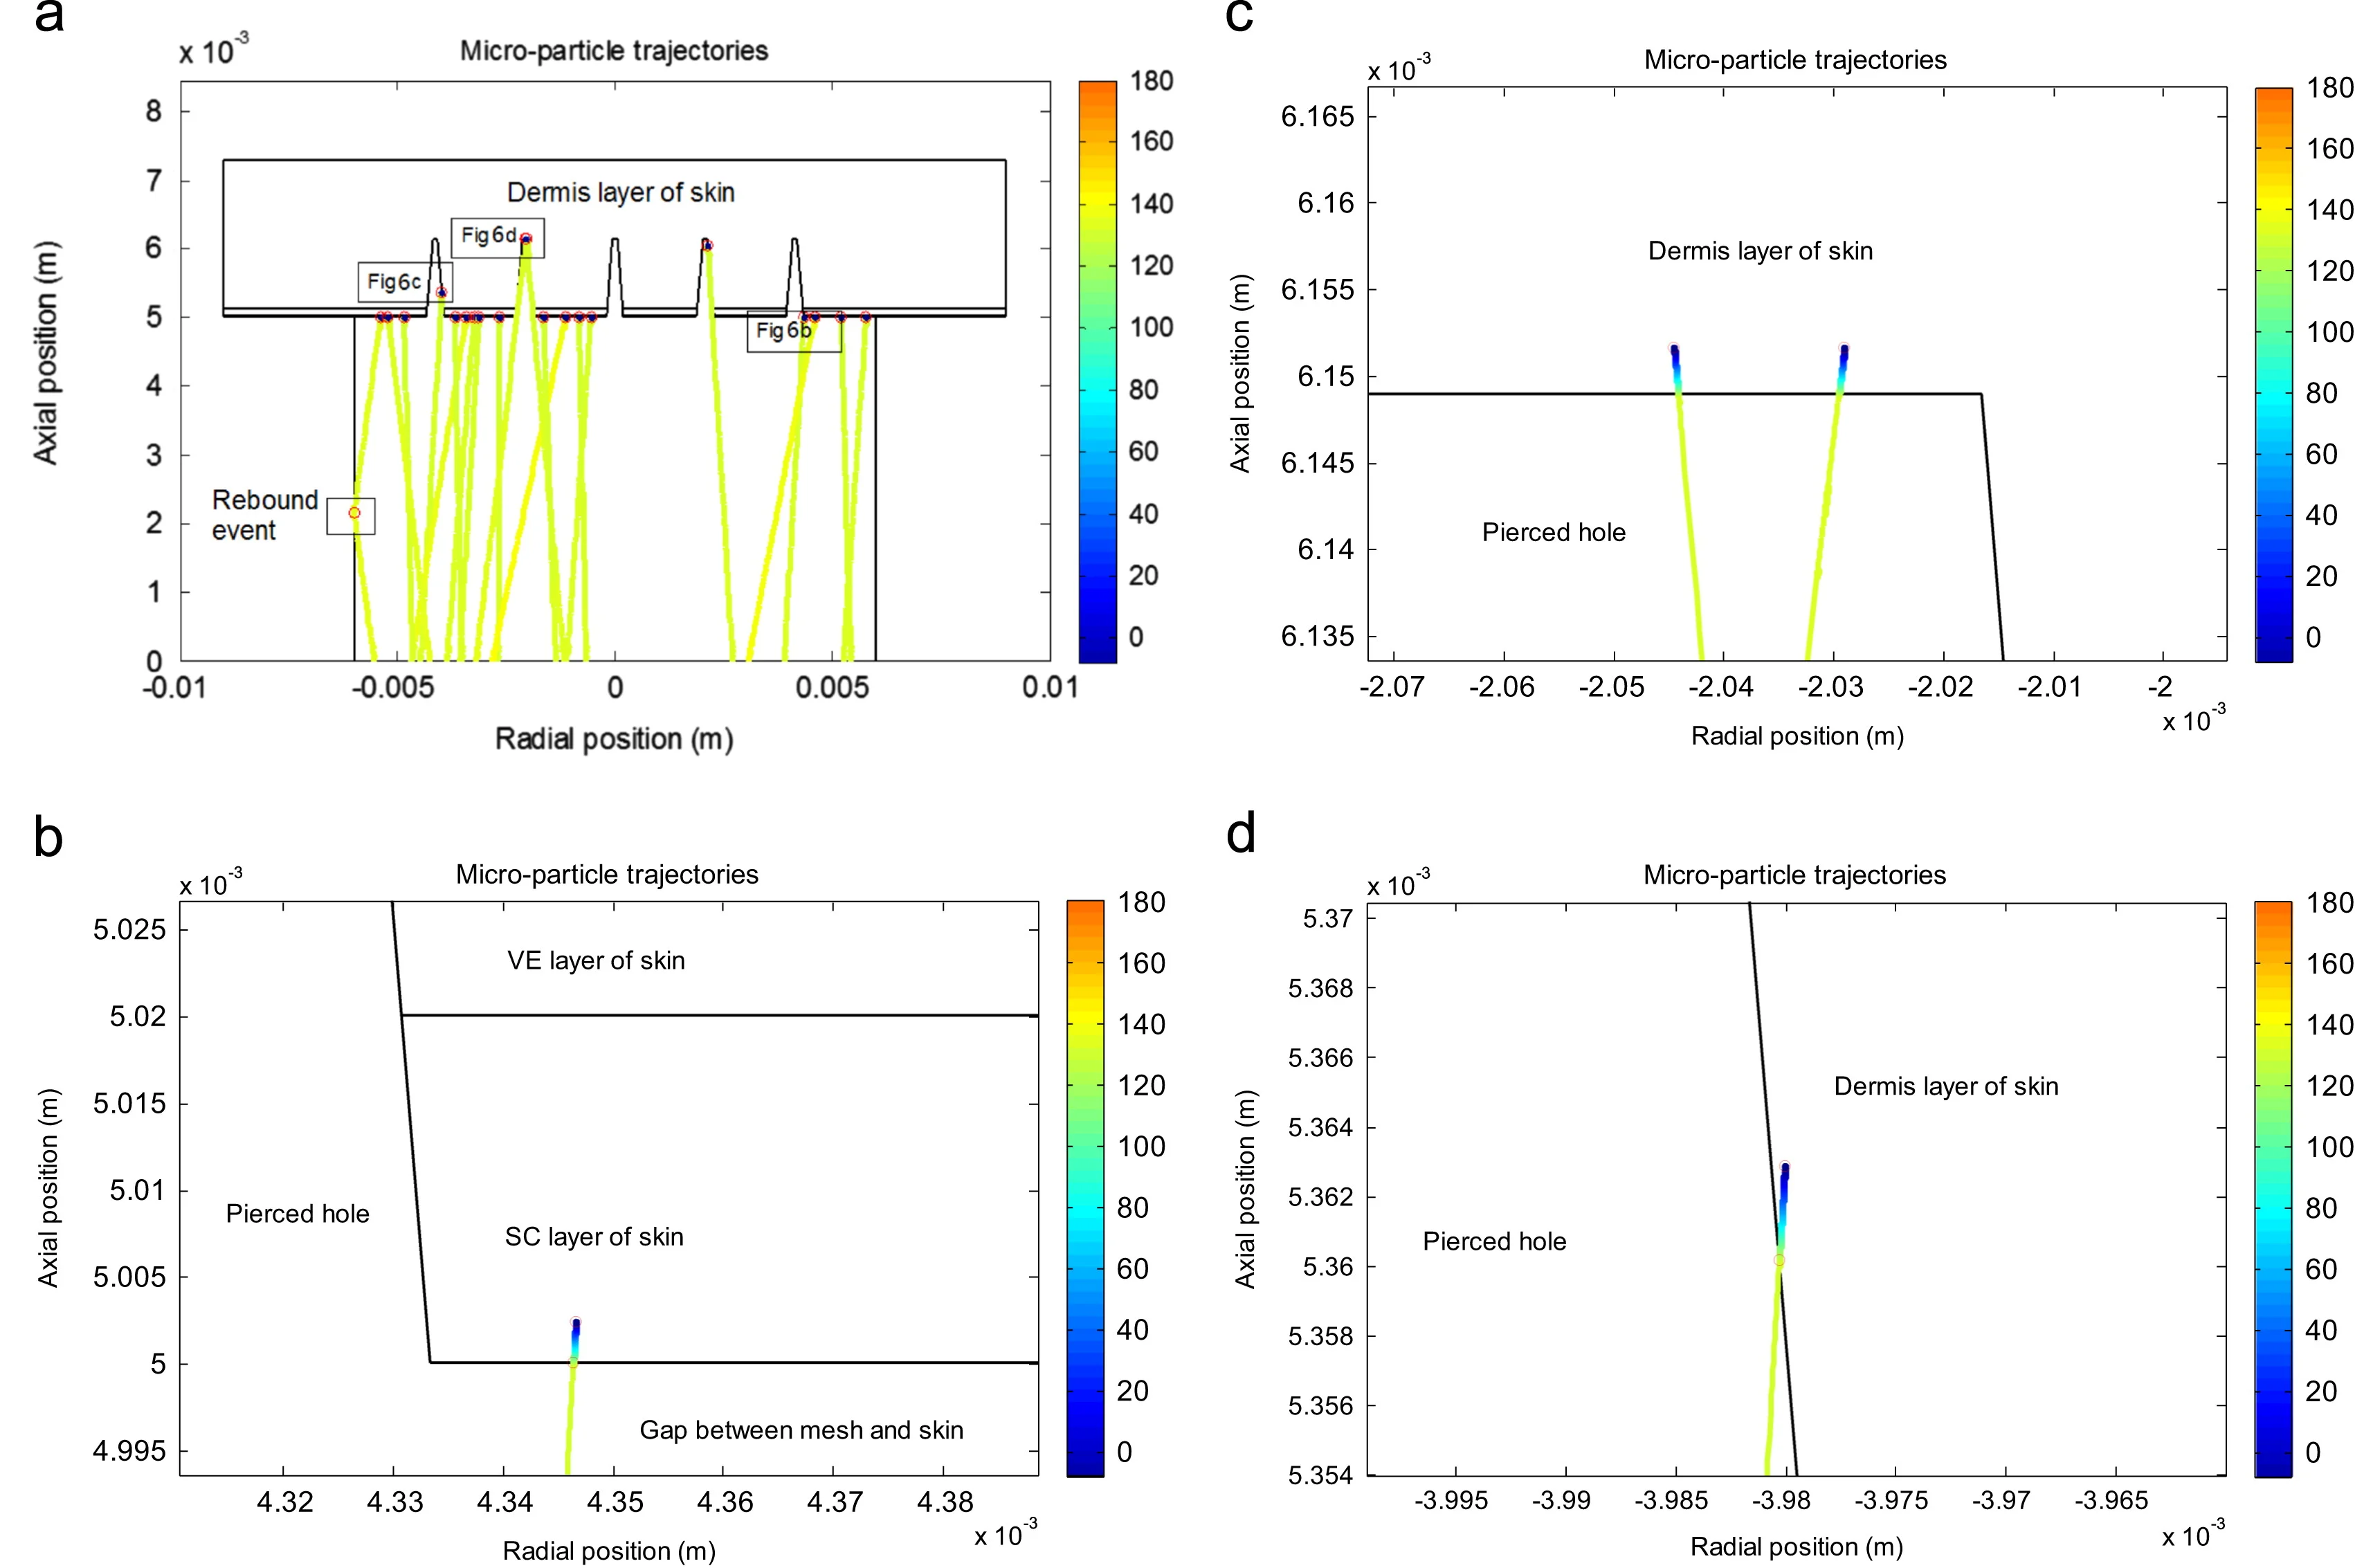 a
x 10-3
Micro-particle trajectories
8
7
6
5
4
3
2
1
0
Axial position (m)
Dermis layer of skin
Fig6d
Fig6c
Fig6b
Rebound
event
-0.01
-0.005
0
0.005
0.01
Radial position (m)
180
160
140
120
100
80
60
40
20
0
c
x 10-3
Micro-particle trajectories
6.165
6.16
6.155
6.15
6.145
6.14
6.135
Axial position (m)
Dermis layer of skin
Pierced hole
-2.07
-2.06
-2.05
-2.04
-2.03
-2.02
-2.01
-2
x 10-3
Radial position (m)
180
160
140
120
100
80
60
40
20
0
b
x 10-3
Micro-particle trajectories
5.025
5.02
5.015
5.01
5.005
5
4.995
Axial position (m)
VE layer of skin
Pierced hole
SC layer of skin
Gap between mesh and skin
4.32
4.33
4.34
4.35
4.36
4.37
4.38
x 10-3
Radial position (m)
180
160
140
120
100
80
60
40
20
0
d
x 10-3
Micro-particle trajectories
5.37
5.368
5.366
5.364
5.362
5.36
5.358
5.356
5.354
Axial position (m)
Dermis layer of skin
Pierced hole
-3.995
-3.99
-3.985
-3.98
-3.975
-3.97
-3.965
x 10-3
Radial position (m)
180
160
140
120
100
80
60
40
20
0